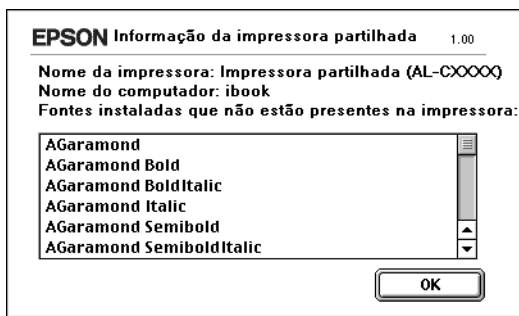 EPSON Informação da impressora partilhada 1.00
Nome da impressora: Impressora partilhada (AL-CXXXX)
Nome do computador: ibook
Fontes instaladas que não estão presentes na impressora:
AGaramond
AGaramond Bold
AGaramond BoldItalic
AGaramond Italic
AGaramond Semibold
AGaramond SemiboldItalic
OK